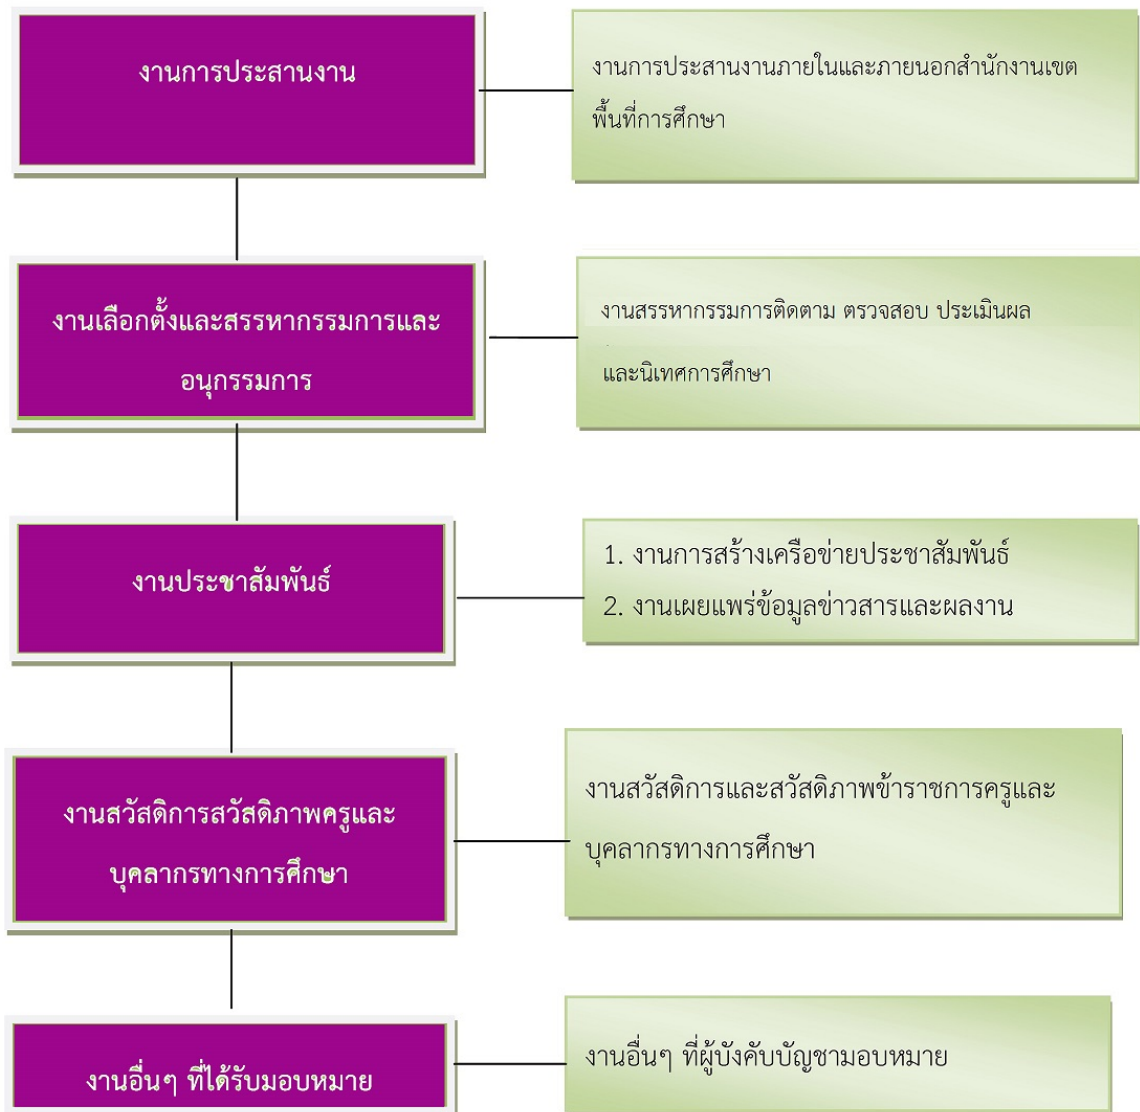 งานการประสานงาน
งานการประสานงานภายในและภายนอกสำนักงานเขต
พื้นที่การศึกษา
งานเลือกตั้งและสรรหากรรมการและ
อนุกรรมการ
งานสรรหากรรมการติดตาม ตรวจสอบ ประเมินผล
และนิเทศการศึกษา
งานประชาสัมพันธ์
1. งานการสร้างเครือข่ายประชาสัมพันธ์
2. งานเผยแพร่ข้อมูลข่าวสารและผลงาน
งานสวัสดิการสวัสดิภาพครูและ
บุคลากรทางการศึกษา
งานสวัสดิการและสวัสดิภาพข้าราชการครูและ
บุคลากรทางการศึกษา
งานอื่นๆ ที่ได้รับมอบหมาย
งานอื่นๆ ที่ผู้บังคับบัญชามอบหมาย